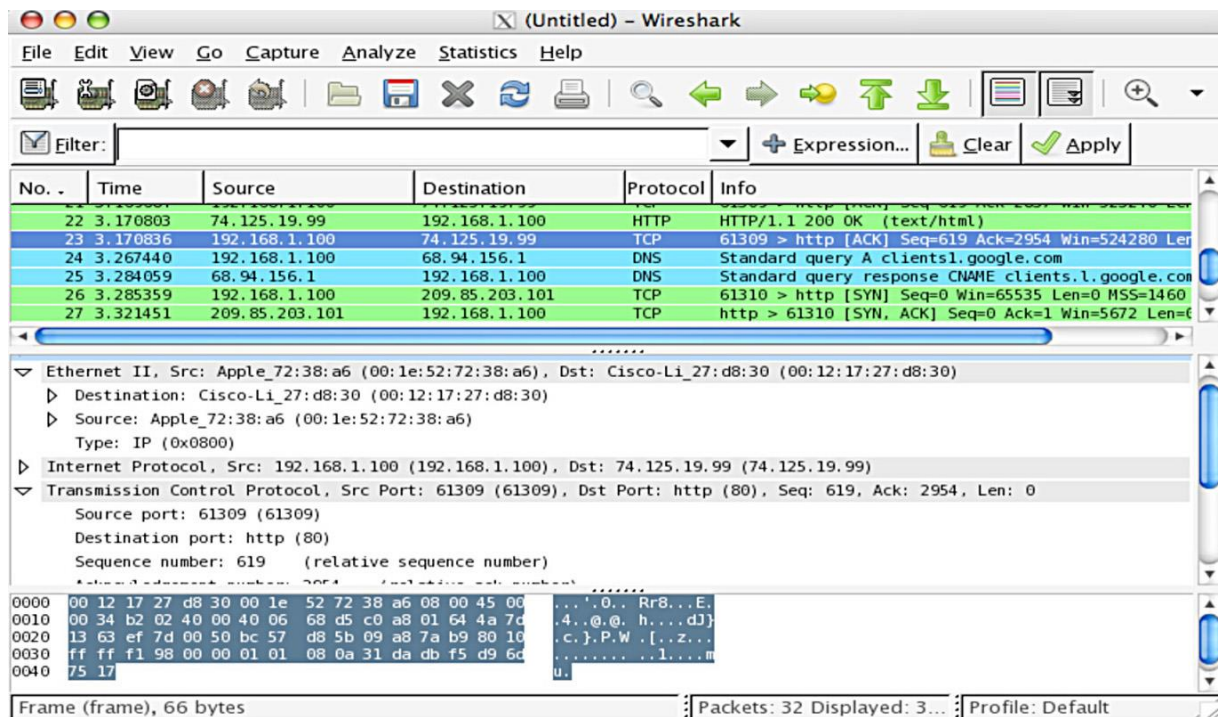 (Untitled) - Wireshark
File Edit View Go Capture Analyze Statistics Help
Filter: Expression... Clear Apply
No. . Time Source Destination Protocol Info
22 3.170803 74.125.19.99 192.168.1.100 HTTP HTTP/1.1 200 OK (text/html)
23 3.170836 192.168.1.100 74.125.19.99 TCP 61309 > http [ACK] Seq=619 Ack=2954 Win=524280 Len
24 3.267440 192.168.1.100 68.94.156.1 DNS Standard query A clients1.google.com
25 3.284059 68.94.156.1 192.168.1.100 DNS Standard query response CNAME clients.l.google.com
26 3.285359 192.168.1.100 209.85.203.101 TCP 61310 > http [SYN] Seq=0 Win=65535 Len=0 MSS=1460
27 3.321451 209.85.203.101 192.168.1.100 TCP http > 61310 [SYN, ACK] Seq=0 Ack=1 Win=5672 Len=0
Ethernet II, Src: Apple_72:38:a6 (00:1e:52:72:38:a6), Dst: Cisco-Li_27:d8:30 (00:12:17:27:d8:30)
Destination: Cisco-Li_27:d8:30 (00:12:17:27:d8:30)
Source: Apple_72:38:a6 (00:1e:52:72:38:a6)
Type: IP (0x0800)
Internet Protocol, Src: 192.168.1.100 (192.168.1.100), Dst: 74.125.19.99 (74.125.19.99)
Transmission Control Protocol, Src Port: 61309 (61309), Dst Port: http (80), Seq: 619, Ack: 2954, Len: 0
Source port: 61309 (61309)
Destination port: http (80)
Sequence number: 619 (relative sequence number)
0000 00 12 17 27 d8 30 00 1e 52 72 38 a6 08 00 45 00 ...'.0.. Rr8...E.
0010 00 34 b2 02 40 00 40 06 68 d5 c0 a8 01 64 4a 7d .4..@.@. h....dJ}
0020 13 63 ef 7d 00 50 bc 57 d8 5b 09 a8 7a b9 80 10 .c.}.P.W .[..z...
0030 ff ff f1 98 00 00 01 01 08 0a 31 da db f5 d9 6d ........ ..1....m
0040 75 17 u.
Frame (frame), 66 bytes Packets: 32 Displayed: 3... Profile: Default